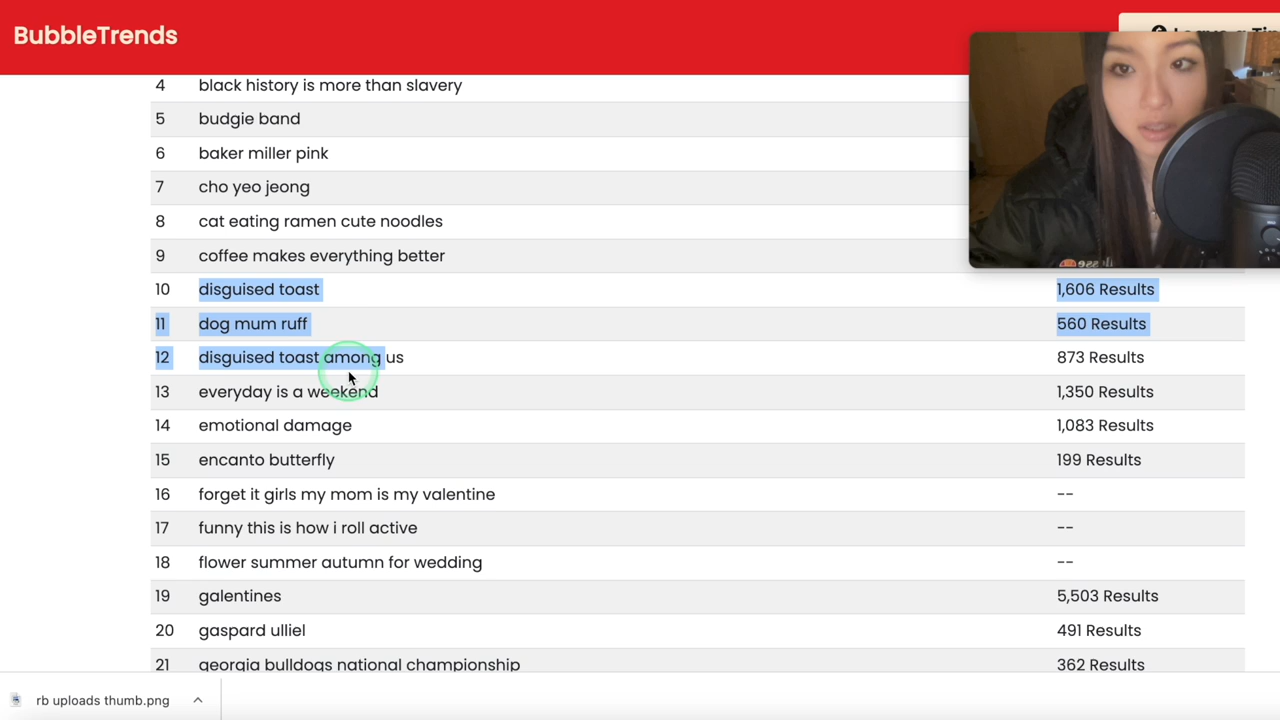 BubbleTrends
4 black history is more than slavery
5 budgie band
6 baker miller pink
7 cho yeo jeong
8 cat eating ramen cute noodles
9 coffee makes everything better
10 disguised toast 1,606 Results
11 dog mum ruff 560 Results
12 disguised toast among us 873 Results
13 everyday is a weekend 1,350 Results
14 emotional damage 1,083 Results
15 encanto butterfly 199 Results
16 forget it girls my mom is my valentine --
17 funny this is how i roll active --
18 flower summer autumn for wedding --
19 galentines 5,503 Results
20 gaspard ulliel 491 Results
21 georgia bulldogs national championship 362 Results
rb uploads thumb.png